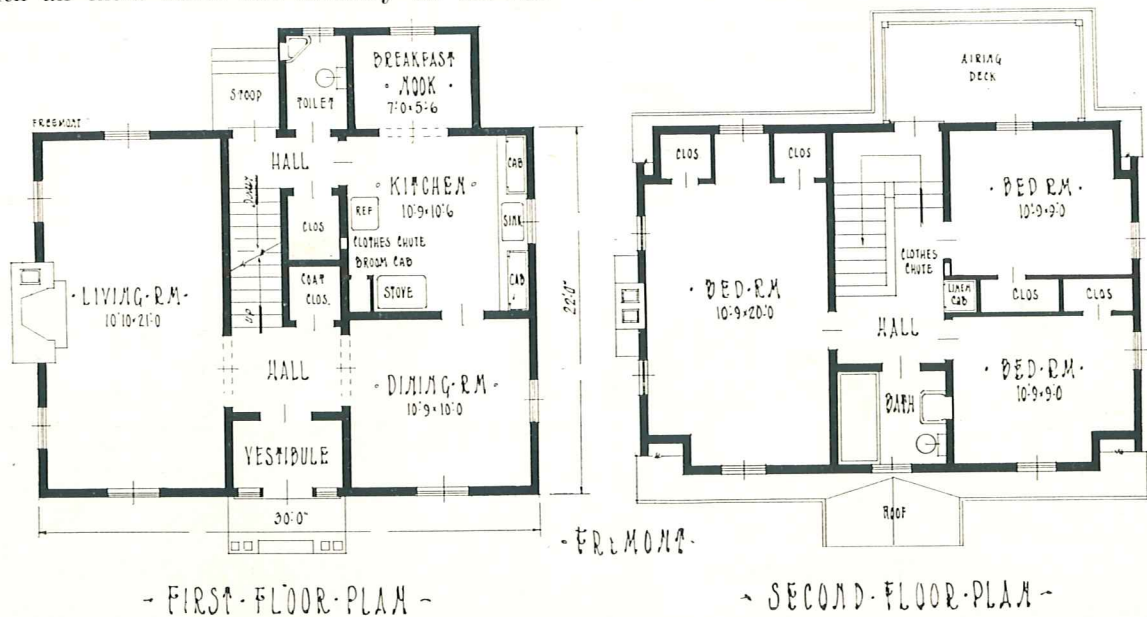 FREEMONT
STOOP
TOILET
BREAKFAST
· NOOK ·
7'-0×5'-6
HALL
DOWN
CLOS
REF
· KITCHEN ·
10'-9×10'-6
CAB
SINK
CLOTHES CHUTE
BROOM CAB
STOVE
CAB
COAT
CLOS.
UP
· LIVING · RM ·
10'10×21'-0
HALL
· DINING · RM ·
10'-9×10'-0
VESTIBULE
22'-0"
30'-0"
AIRING
DECK
CLOS
CLOS
· BED RM ·
10'-9×9'-0
CLOTHES
CHUTE
LINEN
CAB
CLOS
CLOS
· BED · RM
10'-9×20'-0
HALL
· BED · RM ·
10'-9×9'-0
BATH
ROOF
· FREMONT ·
- FIRST · FLOOR · PLAN -
- SECOND · FLOOR · PLAN -